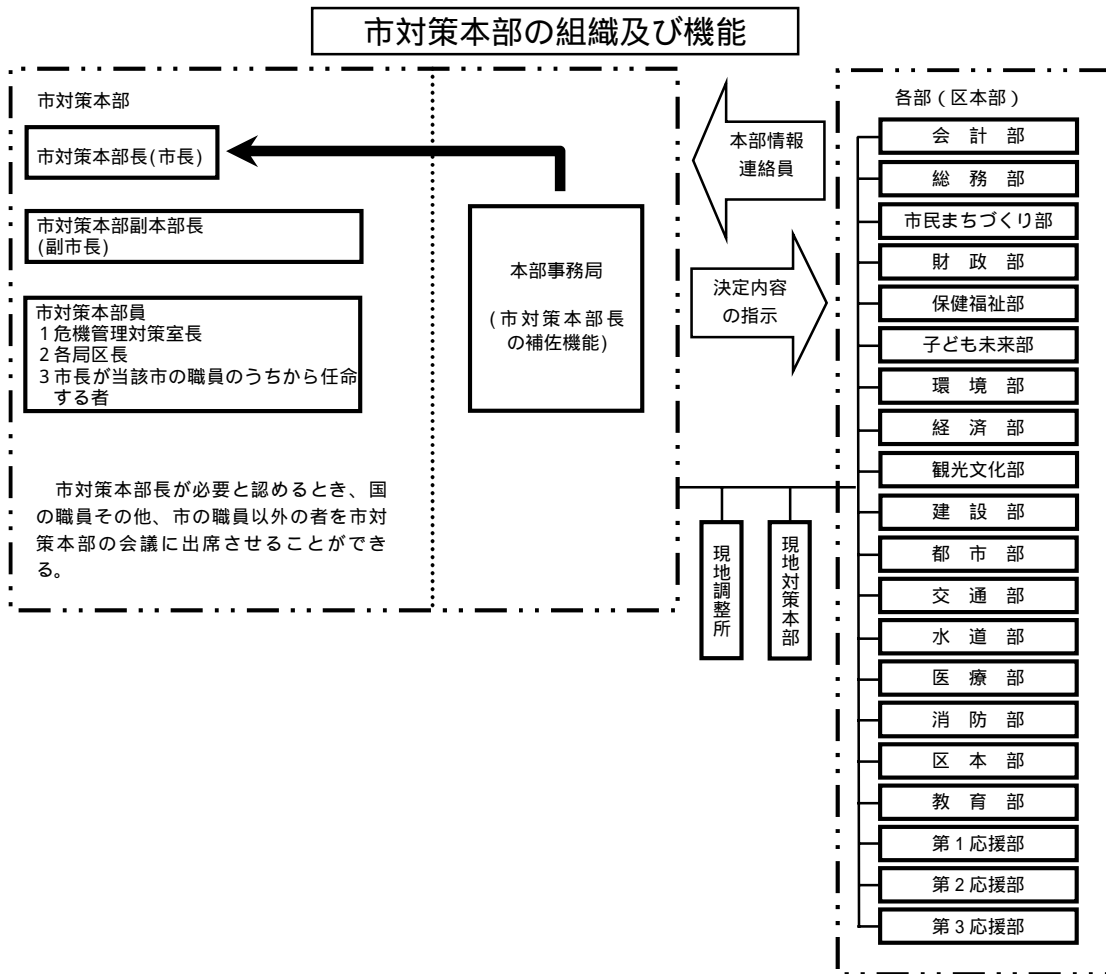 市対策本部の組織及び機能
市対策本部
市対策本部長(市長)
市対策本部副本部長
(副市長)
市対策本部員
1 危機管理対策室長
2 各局区長
3 市長が当該市の職員のうちから任命
する者
市対策本部長が必要と認めるとき、国
の職員その他、市の職員以外の者を市対
策本部の会議に出席させることができ
る。
本部事務局
(市対策本部長
の補佐機能)
本部情報
連絡員
決定内容
の指示
現地調整所
現地対策本部
各部(区本部)
会 計 部
総 務 部
市民まちづくり部
財 政 部
保健福祉部
子ども未来部
環 境 部
経 済 部
観光文化部
建 設 部
都 市 部
交 通 部
水 道 部
医 療 部
消 防 部
区 本 部
教 育 部
第1応援部
第2応援部
第3応援部